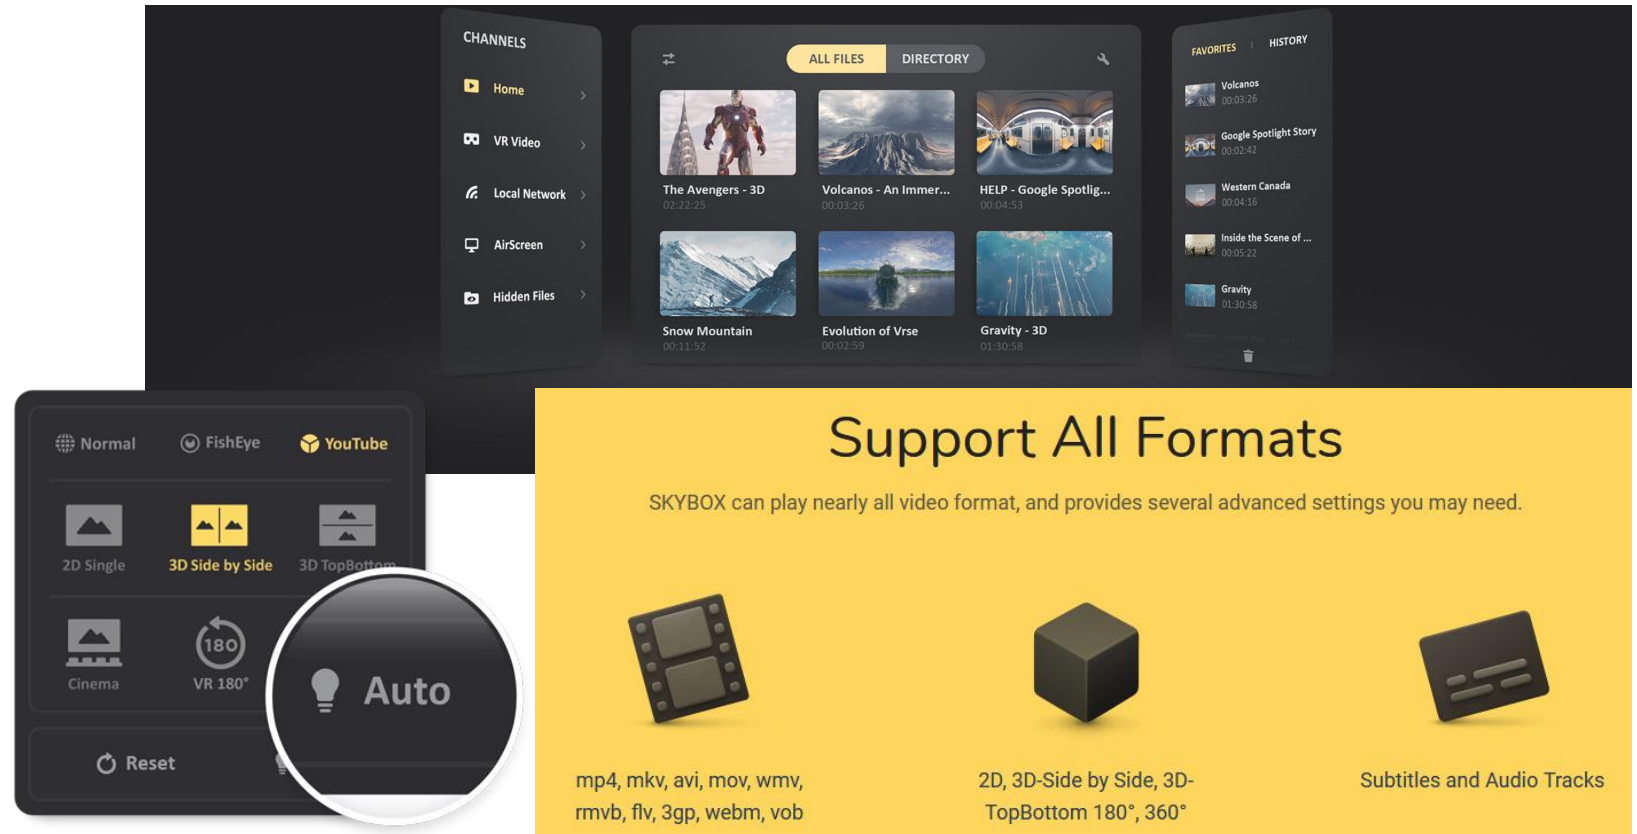 CHANNELS
Home
VR Video
Local Network
AirScreen
Hidden Files
ALL FILES
DIRECTORY
The Avengers - 3D
02:22:25
Volcanos - An Immer...
00:03:26
HELP - Google Spotlig...
00:04:53
Snow Mountain
00:11:52
Evolution of Vrse
00:02:59
Gravity - 3D
01:30:58
FAVORITES
HISTORY
Volcanos
00:03:26
Google Spotlight Story
00:02:42
Western Canada
00:04:16
Inside the Scene of ...
00:05:22
Gravity
01:30:58
Normal
FishEye
YouTube
2D Single
3D Side by Side
3D TopBottom
Cinema
180
VR 180°
Auto
Reset
Support All Formats
SKYBOX can play nearly all video format, and provides several advanced settings you may need.
mp4, mkv, avi, mov, wmv,
rmvb, flv, 3gp, webm, vob
2D, 3D-Side by Side, 3D-
TopBottom 180°, 360°
Subtitles and Audio Tracks